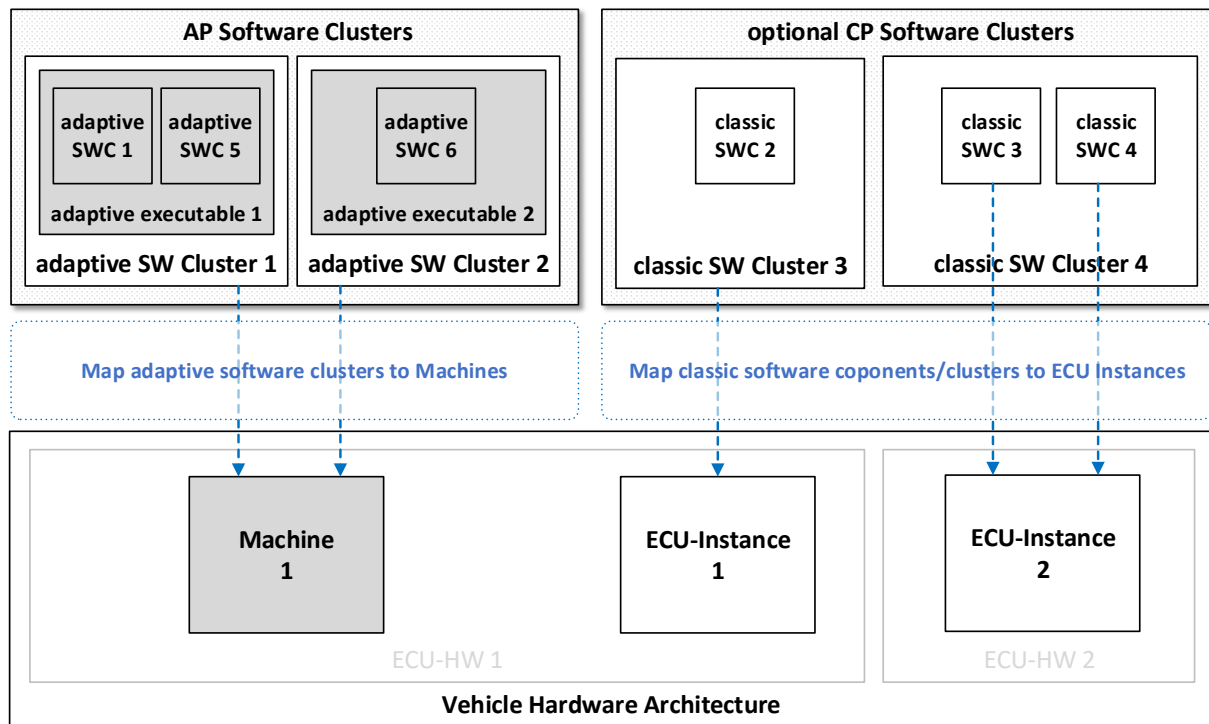 AP Software Clusters
adaptive
SWC 1
adaptive
SWC 5
adaptive executable 1
adaptive SW Cluster 1
adaptive
SWC 6
adaptive executable 2
adaptive SW Cluster 2
optional CP Software Clusters
classic
SWC 2
classic SW Cluster 3
classic
SWC 3
classic
SWC 4
classic SW Cluster 4
Map adaptive software clusters to Machines
Map classic software coponents/clusters to ECU Instances
Machine
1
ECU-Instance
1
ECU-HW 1
ECU-Instance
2
ECU-HW 2
Vehicle Hardware Architecture